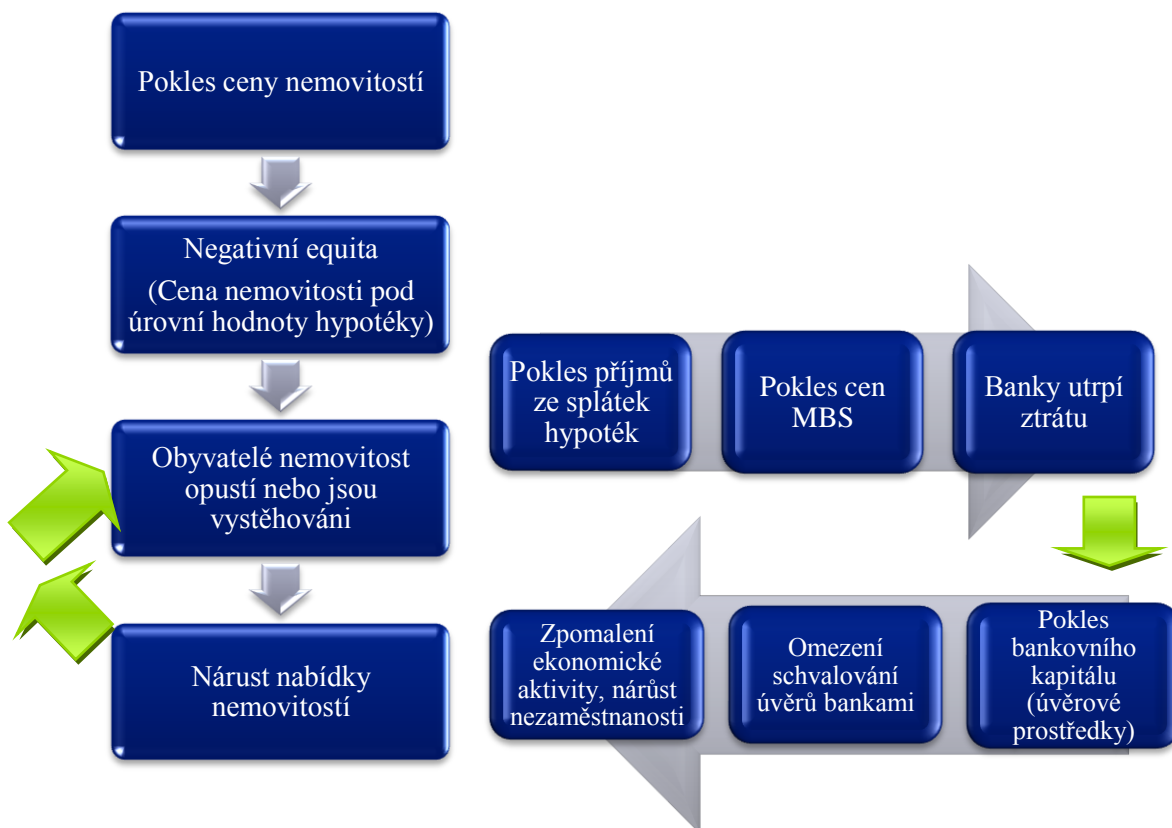 Pokles ceny nemovitostí
Negativní equita
(Cena nemovitosti pod
úrovní hodnoty hypotéky)
Obyvatelé nemovitost
opustí nebo jsou
vystěhováni
Nárust nabídky
nemovitostí
Pokles příjmů
ze splátek
hypoték
Pokles cen
MBS
Banky utrpí
ztrátu
Zpomalení
ekonomické
aktivity, nárůst
nezaměstnanosti
Omezení
schvalování
úvěrů bankami
Pokles
bankovního
kapitálu
(úvěrové
prostředky)